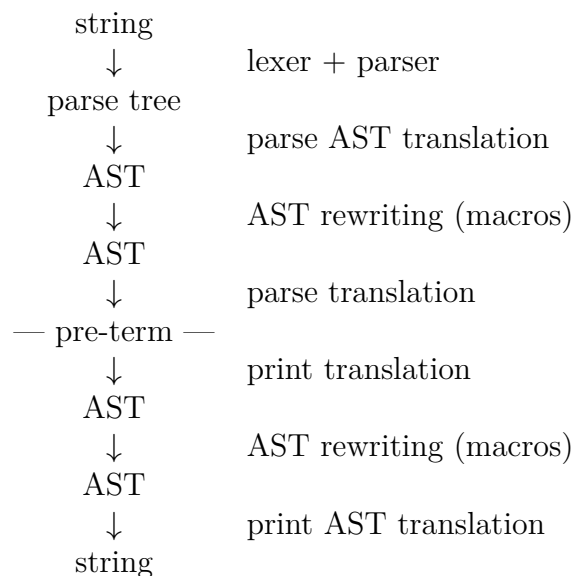 string
↓ lexer + parser
parse tree
↓ parse AST translation
AST
↓ AST rewriting (macros)
AST
↓ parse translation
— pre-term —
↓ print translation
AST
↓ AST rewriting (macros)
AST
↓ print AST translation
string